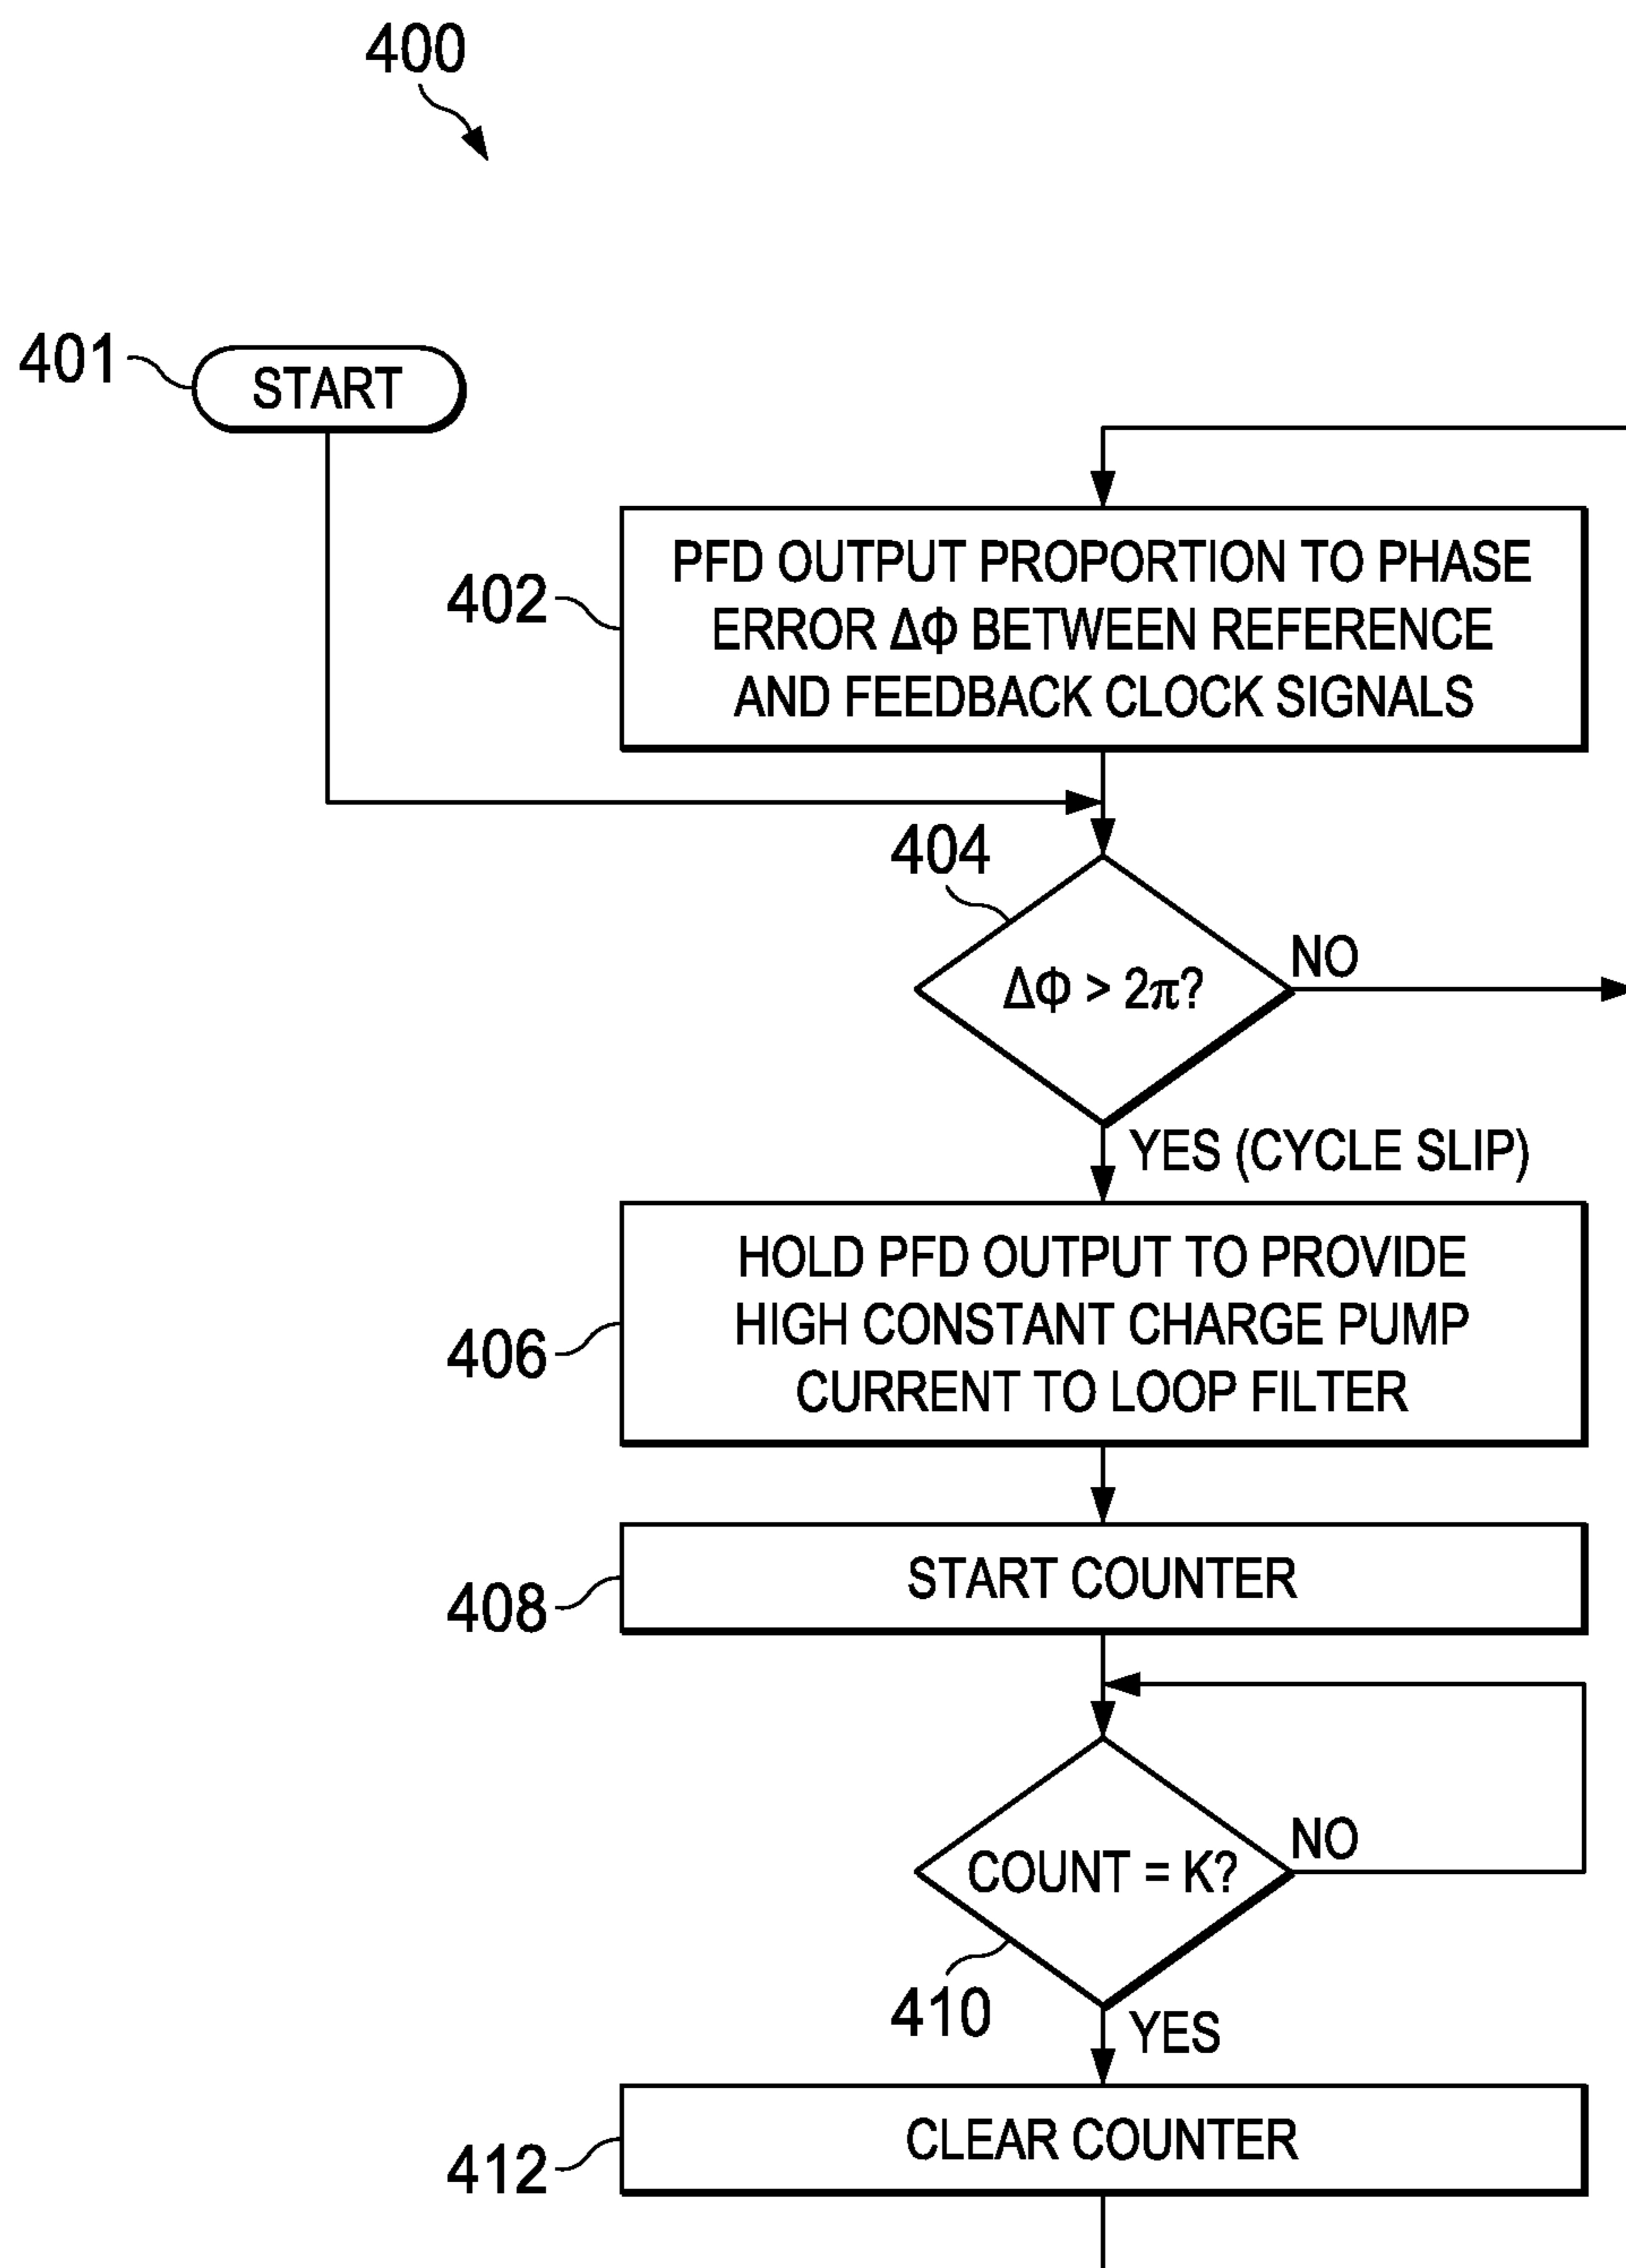 400
401
START
402
PFD OUTPUT PROPORTION TO PHASE
ERROR ΔΦ BETWEEN REFERENCE
AND FEEDBACK CLOCK SIGNALS
404
ΔΦ > 2π?
NO
YES (CYCLE SLIP)
406
HOLD PFD OUTPUT TO PROVIDE
HIGH CONSTANT CHARGE PUMP
CURRENT TO LOOP FILTER
408
START COUNTER
COUNT = K?
NO
410
YES
412
CLEAR COUNTER